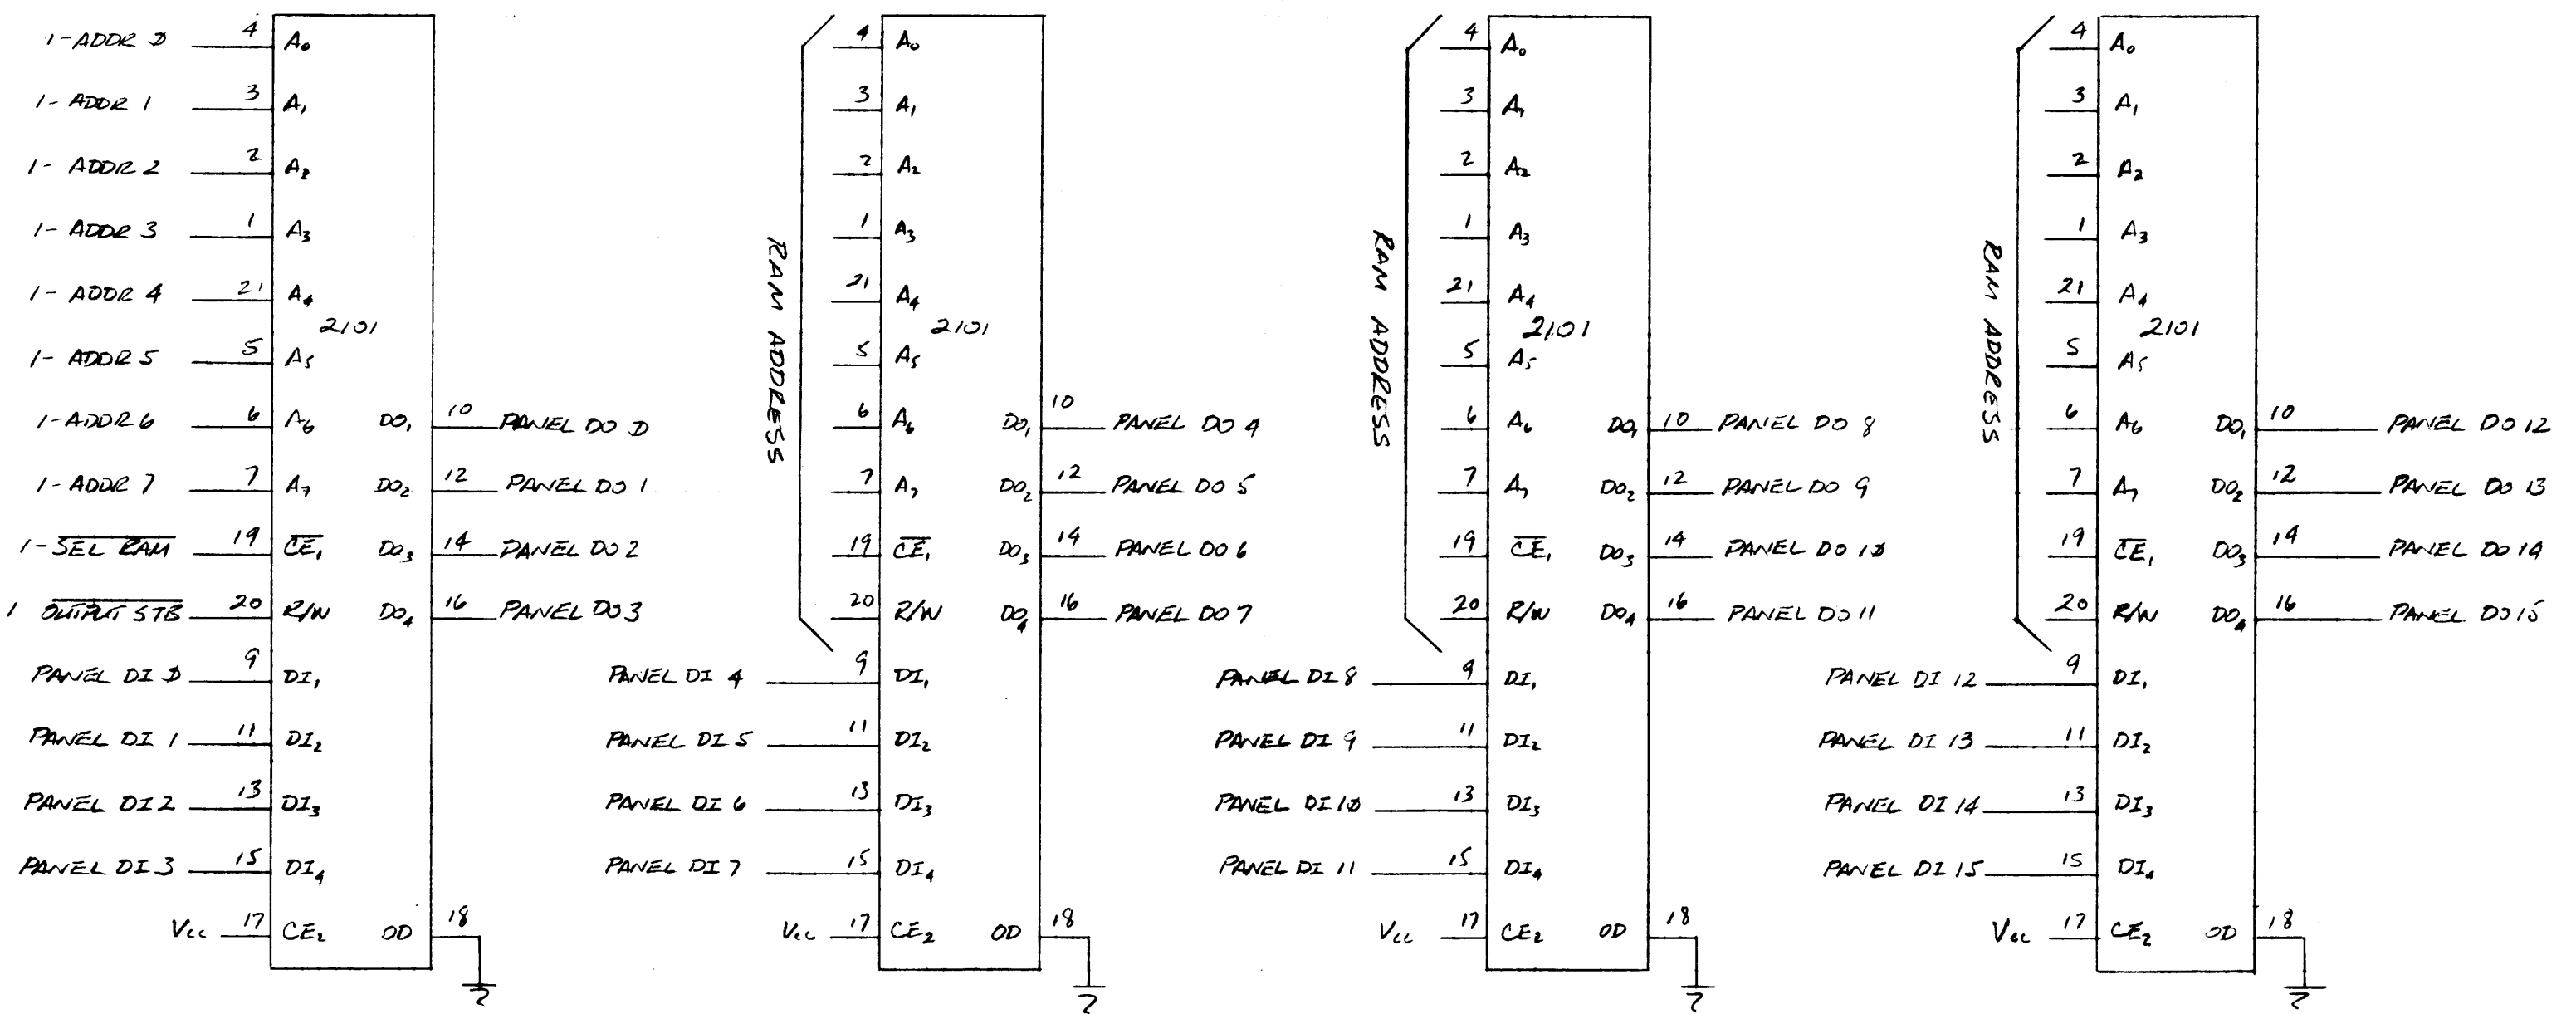 1-ADDR 0 4 A0
1-ADDR 1 3 A1
1-ADDR 2 2 A2
1-ADDR 3 1 A3
1-ADDR 4 21 A4
2101
1-ADDR 5 5 A5
1-ADDR 6 6 A6 DO1 10 PANEL DO 0
1-ADDR 7 7 A7 DO2 12 PANEL DO 1
1-SEL RAM 19 CE1 DO3 14 PANEL DO 2
1 OUTPUT STB 20 R/W DO4 16 PANEL DO 3
PANEL DI 0 9 DI1
PANEL DI 1 11 DI2
PANEL DI 2 13 DI3
PANEL DI 3 15 DI4
Vcc 17 CE2 OD 18
RAM ADDRESS
4 A0
3 A1
2 A2
1 A3
21 A4
2101
5 A5
6 A6 DO1 10 PANEL DO 4
7 A7 DO2 12 PANEL DO 5
19 CE1 DO3 14 PANEL DO 6
20 R/W DO4 16 PANEL DO 7
PANEL DI 4 9 DI1
PANEL DI 5 11 DI2
PANEL DI 6 13 DI3
PANEL DI 7 15 DI4
Vcc 17 CE2 OD 18
RAM ADDRESS
4 A0
3 A1
2 A2
1 A3
21 A4
2101
5 A5
6 A6 DO1 10 PANEL DO 8
7 A7 DO2 12 PANEL DO 9
19 CE1 DO3 14 PANEL DO 10
20 R/W DO4 16 PANEL DO 11
PANEL DI 8 9 DI1
PANEL DI 9 11 DI2
PANEL DI 10 13 DI3
PANEL DI 11 15 DI4
Vcc 17 CE2 OD 18
RAM ADDRESS
4 A0
3 A1
2 A2
1 A3
21 A4
2101
5 A5
6 A6 DO1 10 PANEL DO 12
7 A7 DO2 12 PANEL DO 13
19 CE1 DO3 14 PANEL DO 14
20 R/W DO4 16 PANEL DO 15
PANEL DI 12 9 DI1
PANEL DI 13 11 DI2
PANEL DI 14 13 DI3
PANEL DI 15 15 DI4
Vcc 17 CE2 OD 18